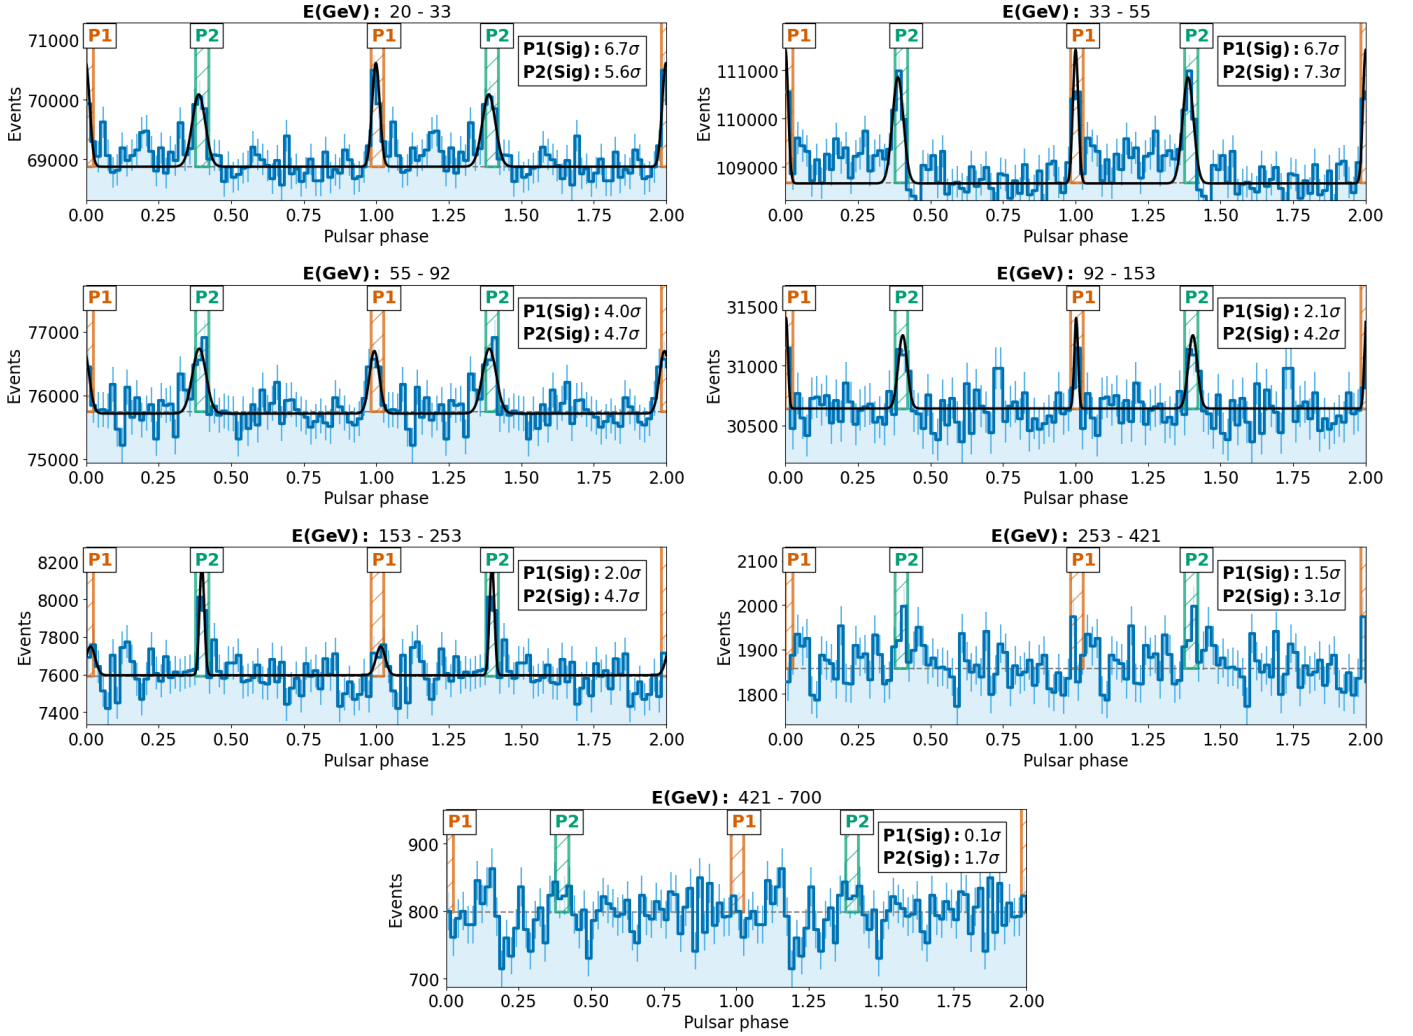 E(GeV): 20 - 33
P1 P2 P1 P2
P1(Sig): 6.7σ
P2(Sig): 5.6σ
71000
70000
69000
Events
0.00 0.25 0.50 0.75 1.00 1.25 1.50 1.75 2.00
Pulsar phase
E(GeV): 33 - 55
P1 P2 P1 P2
P1(Sig): 6.7σ
P2(Sig): 7.3σ
111000
110000
109000
Events
0.00 0.25 0.50 0.75 1.00 1.25 1.50 1.75 2.00
Pulsar phase
E(GeV): 55 - 92
P1 P2 P1 P2
P1(Sig): 4.0σ
P2(Sig): 4.7σ
77000
76000
75000
Events
0.00 0.25 0.50 0.75 1.00 1.25 1.50 1.75 2.00
Pulsar phase
E(GeV): 92 - 153
P1 P2 P1 P2
P1(Sig): 2.1σ
P2(Sig): 4.2σ
31500
31000
30500
Events
0.00 0.25 0.50 0.75 1.00 1.25 1.50 1.75 2.00
Pulsar phase
E(GeV): 153 - 253
P1 P2 P1 P2
P1(Sig): 2.0σ
P2(Sig): 4.7σ
8200
8000
7800
7600
7400
Events
0.00 0.25 0.50 0.75 1.00 1.25 1.50 1.75 2.00
Pulsar phase
E(GeV): 253 - 421
P1 P2 P1 P2
P1(Sig): 1.5σ
P2(Sig): 3.1σ
2100
2000
1900
1800
Events
0.00 0.25 0.50 0.75 1.00 1.25 1.50 1.75 2.00
Pulsar phase
E(GeV): 421 - 700
P1 P2 P1 P2
P1(Sig): 0.1σ
P2(Sig): 1.7σ
900
800
700
Events
0.00 0.25 0.50 0.75 1.00 1.25 1.50 1.75 2.00
Pulsar phase